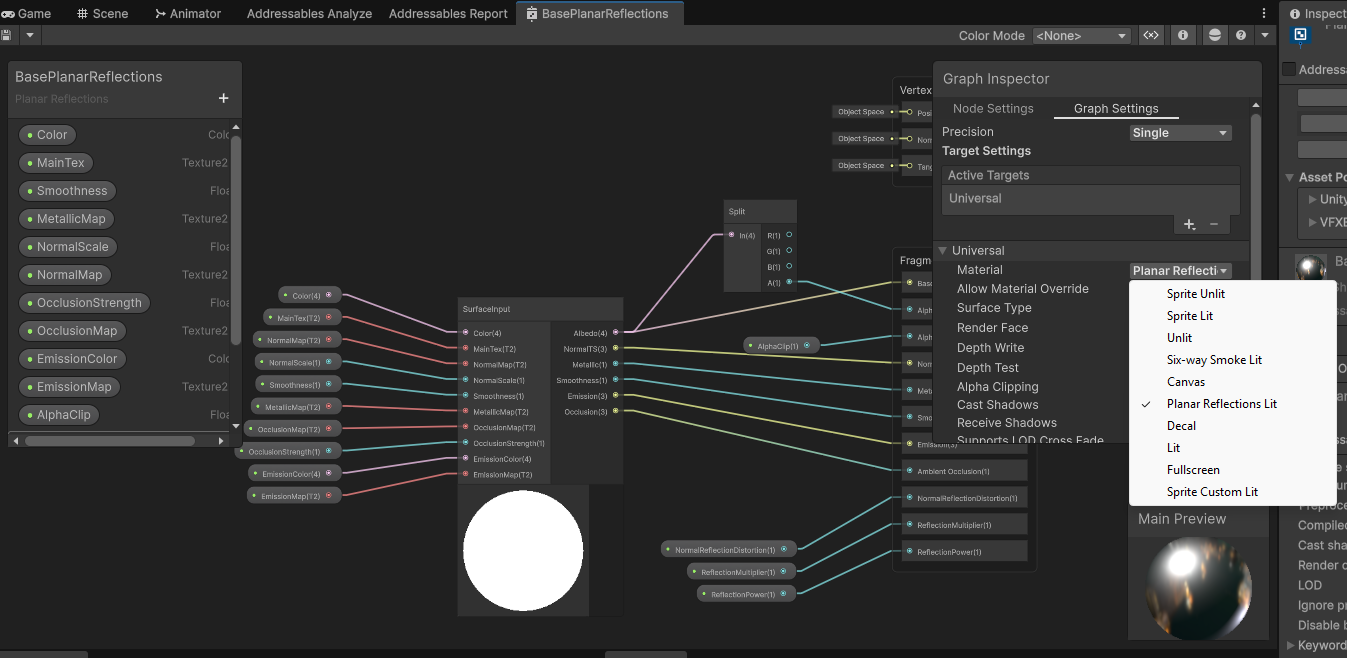 Game
Scene
Animator
Addressables Analyze
Addressables Report
BasePlanarReflections
Inspect
Color Mode
<None>
Addressa
BasePlanarReflections
Planar Reflections
Color
Colo
MainTex
Texture2
Smoothness
Floa
MetallicMap
Texture2
NormalScale
Floa
NormalMap
Texture2
OcclusionStrength
Floa
OcclusionMap
Texture2
EmissionColor
Colo
EmissionMap
Texture2
AlphaClip
Floa
Color(4)
MainTex(T2)
NormalMap(T2)
NormalScale(1)
Smoothness(1)
MetallicMap(T2)
OcclusionMap(T2)
OcclusionStrength(1)
EmissionColor(4)
EmissionMap(T2)
SurfaceInput
Color(4)
MainTex(T2)
NormalMap(T2)
NormalScale(1)
Smoothness(1)
MetallicMap(T2)
OcclusionMap(T2)
OcclusionStrength(1)
EmissionColor(4)
EmissionMap(T2)
Albedo(4)
NormalTS(3)
Metallic(1)
Smoothness(1)
Emission(3)
Occlusion(3)
Split
In(4)
R(1)
G(1)
B(1)
A(1)
AlphaClip(1)
NormalReflectionDistortion(1)
ReflectionMultiplier(1)
ReflectionPower(1)
Vertex
Object Space
Posi
Object Space
Norn
Object Space
Tang
Fragm
Base
Alph
Alph
Norn
Meta
Smo
Emission(3)
Ambient Occlusion(1)
NormalReflectionDistortion(1)
ReflectionMultiplier(1)
ReflectionPower(1)
Graph Inspector
Node Settings
Graph Settings
Precision
Single
Target Settings
Active Targets
Universal
Universal
Material
Planar Reflecti
Allow Material Override
Surface Type
Render Face
Depth Write
Depth Test
Alpha Clipping
Cast Shadows
Receive Shadows
Supports LOD Cross Fade
Sprite Unlit
Sprite Lit
Unlit
Six-way Smoke Lit
Canvas
Planar Reflections Lit
Decal
Lit
Fullscreen
Sprite Custom Lit
Main Preview
Asset Po
Unity
VFXE
Ba
Preproce
Compiled
Cast sha
Render q
LOD
Ignore pr
Disable b
Keyword